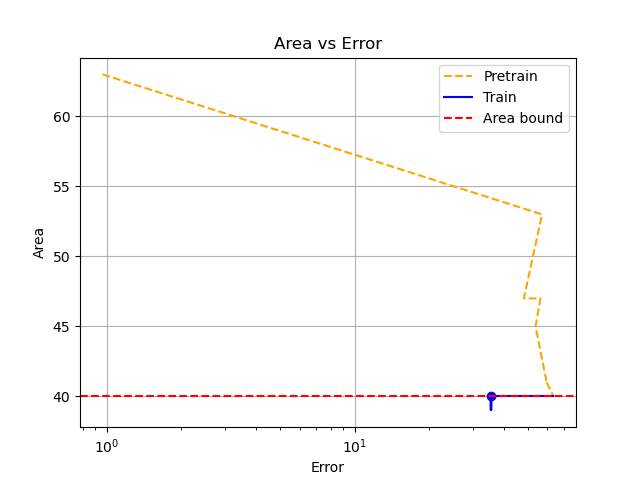 Area vs Error
Pretrain
Train
Area bound
60
55
50
45
40
Area
10⁰
10¹
Error